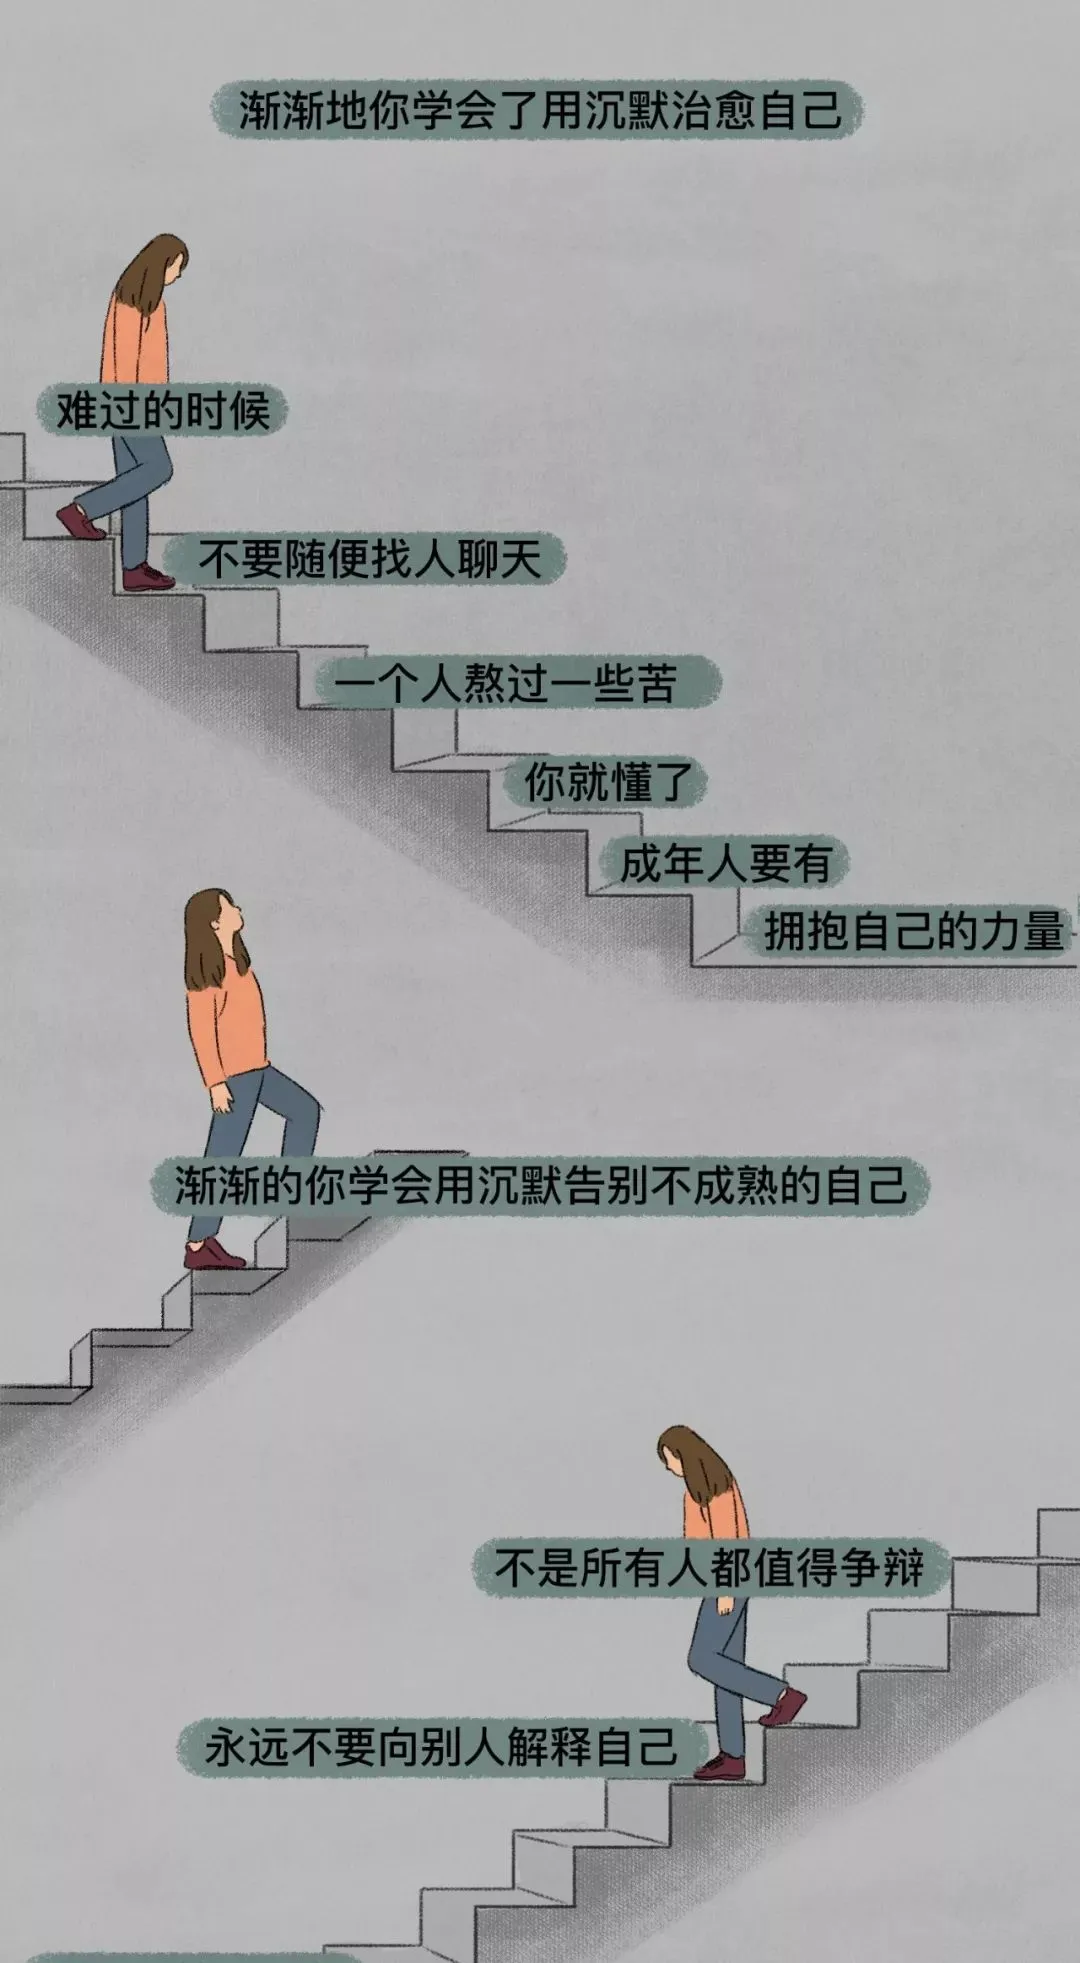 渐渐地你学会了用沉默治愈自己
难过的时候
不要随便找人聊天
一个人熬过一些苦
你就懂了
成年人要有
拥抱自己的力量
渐渐的你学会用沉默告别不成熟的自己
不是所有人都值得争辩
永远不要向别人解释自己